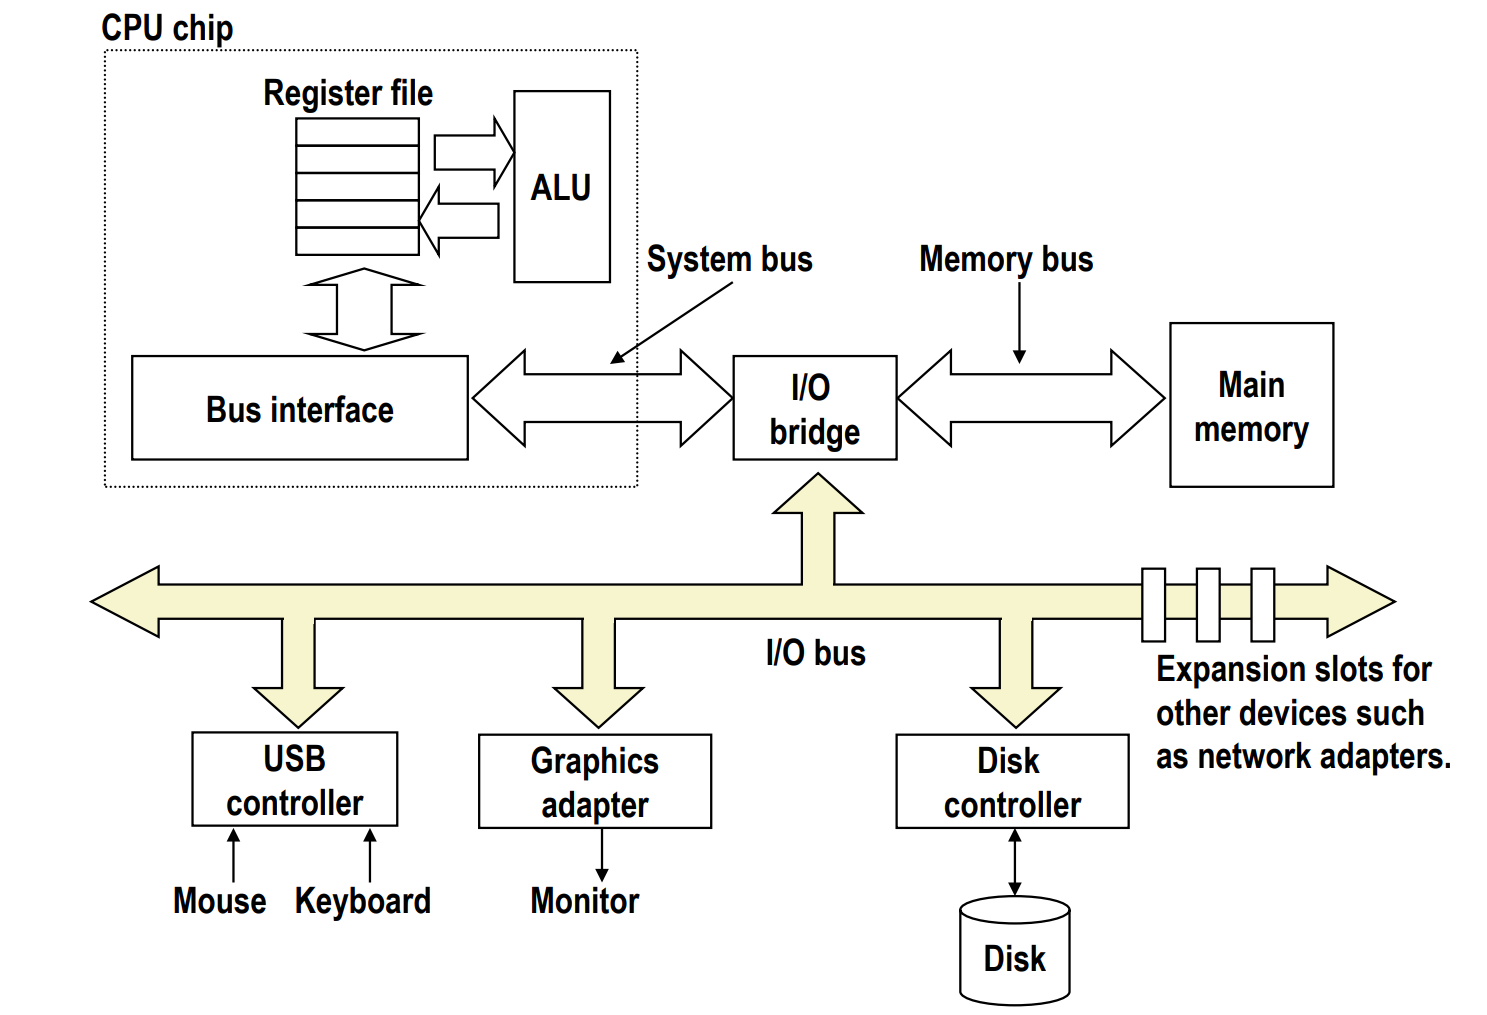 CPU chip
Register file
ALU
System bus
Memory bus
Bus interface
I/O
bridge
Main
memory
I/O bus
Expansion slots for
other devices such
as network adapters.
USB
controller
Graphics
adapter
Disk
controller
Mouse
Keyboard
Monitor
Disk